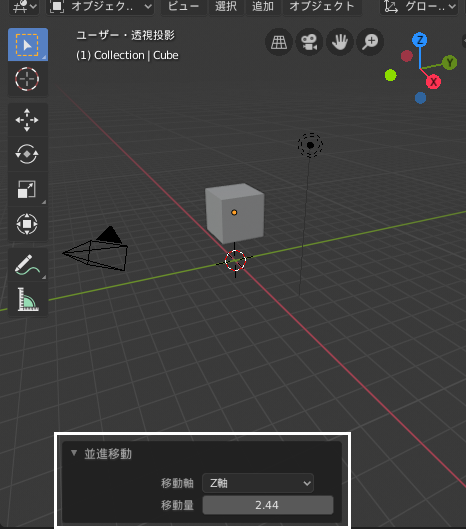 オブジェク.. ビュー 選択 追加 オブジェクト グロー..
ユーザー・透視投影
(1) Collection | Cube
Z
Y
X
並進移動
移動軸 Z軸
移動量 2.44